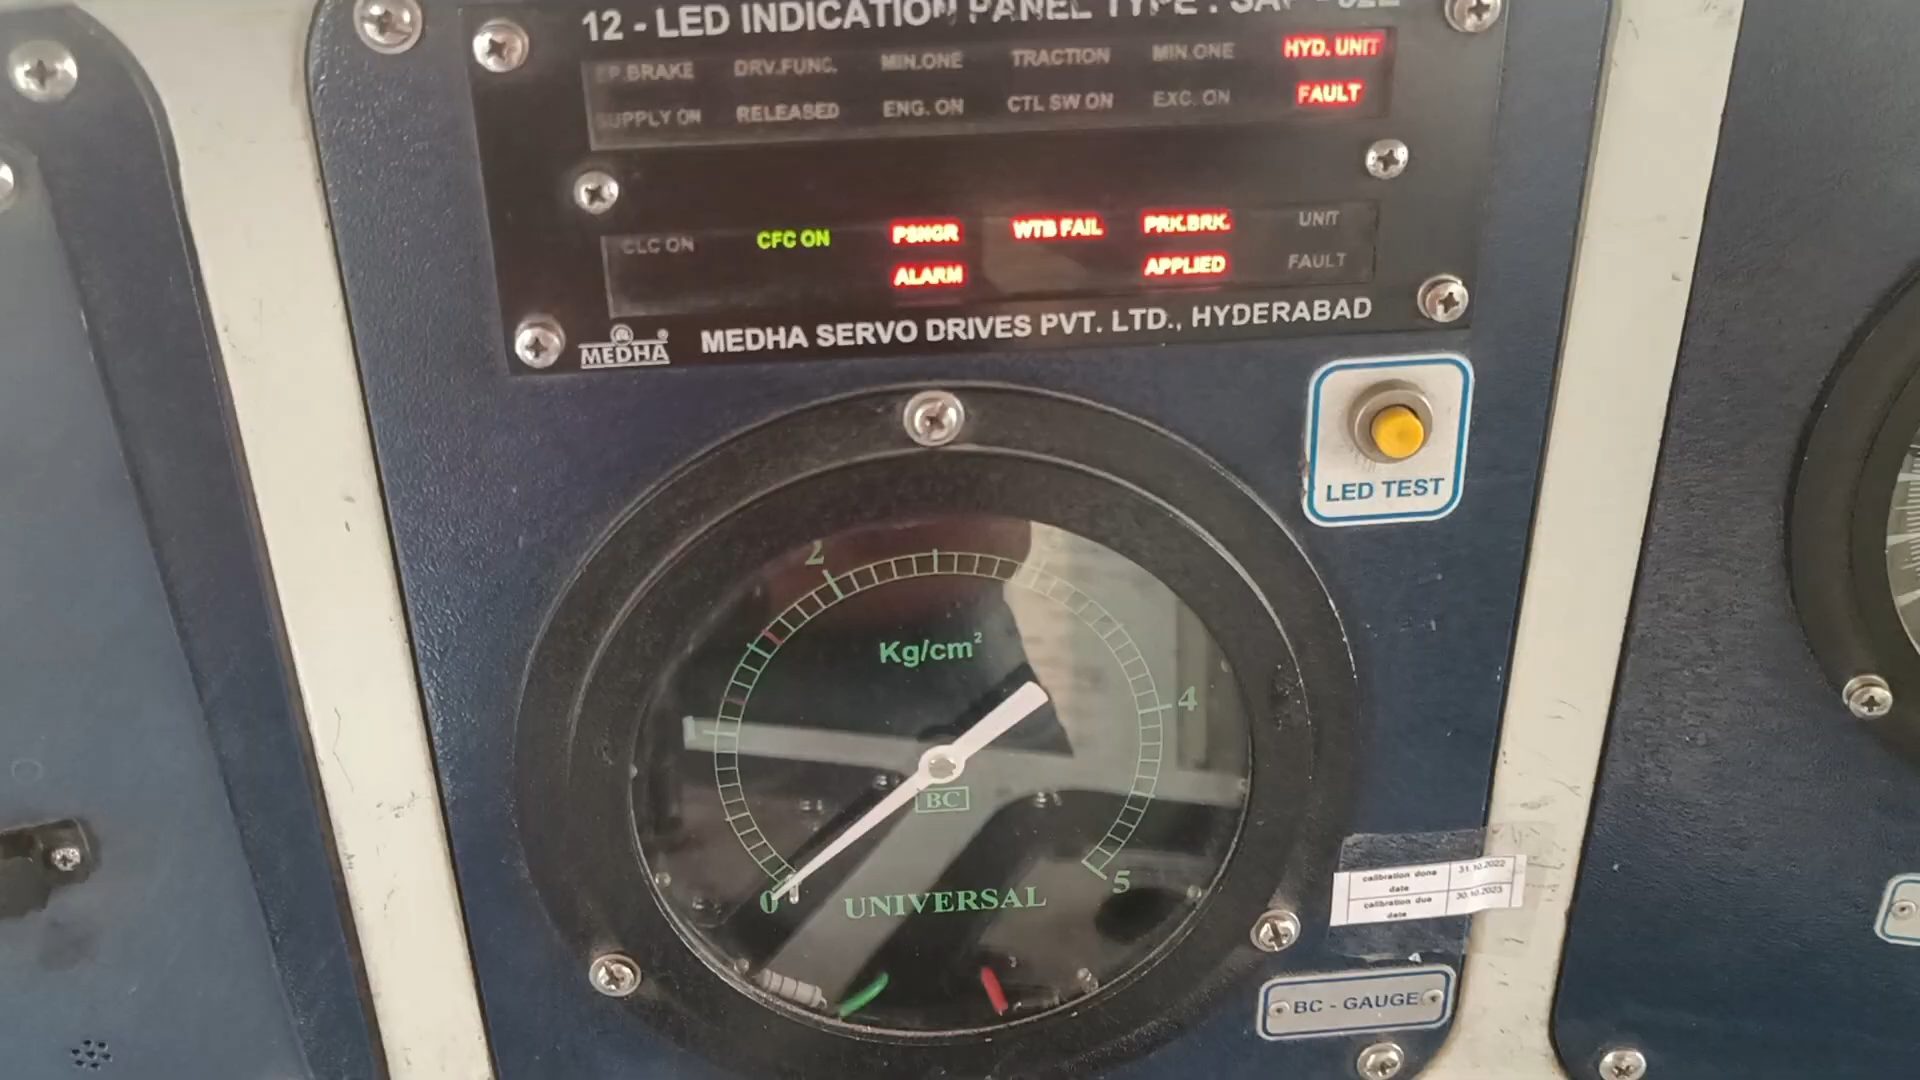 12 - LED INDICATION PANEL TYPE :
EP.BRAKE DRV.FUNC. MIN.ONE TRACTION MIN.ONE HYD. UNIT
SUPPLY ON RELEASED ENG. ON CTL SW ON EXC. ON FAULT
CLC ON CFC ON PSNGR WTB FAIL PRK.BRK. UNIT
ALARM APPLIED FAULT
MEDHA MEDHA SERVO DRIVES PVT. LTD., HYDERABAD
LED TEST
2
Kg/cm²
4
1
BC
0
5
UNIVERSAL
calibration done date 31.10.2022
calibration due date 30.10.2023
BC - GAUGE